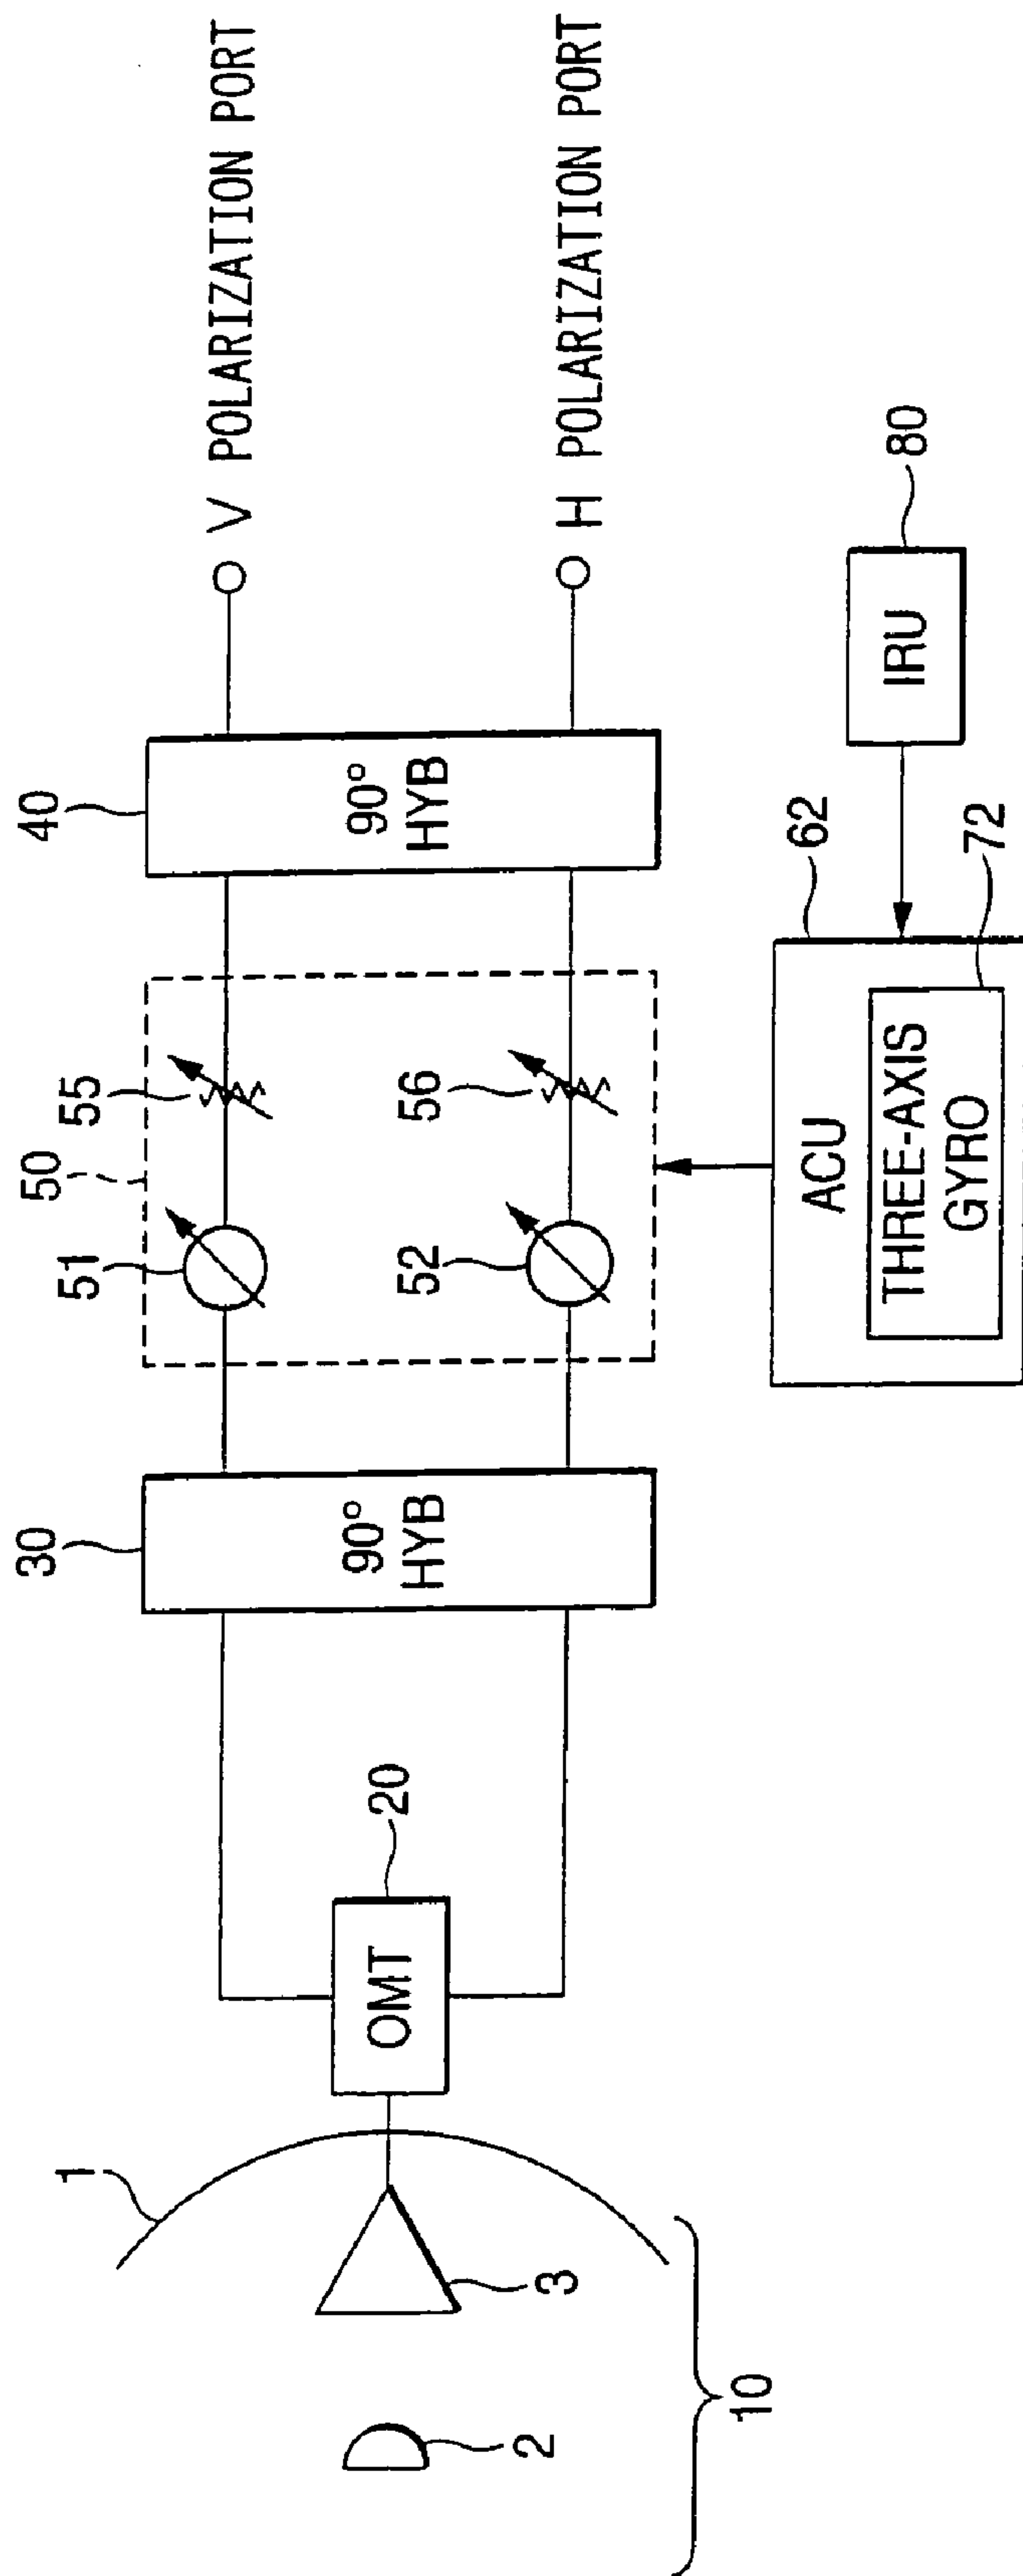 1
2
3
10
OMT
20
30
90°
HYB
50
51
55
52
56
40
90°
HYB
V POLARIZATION PORT
H POLARIZATION PORT
ACU
THREE-AXIS
GYRO
62
72
IRU
80